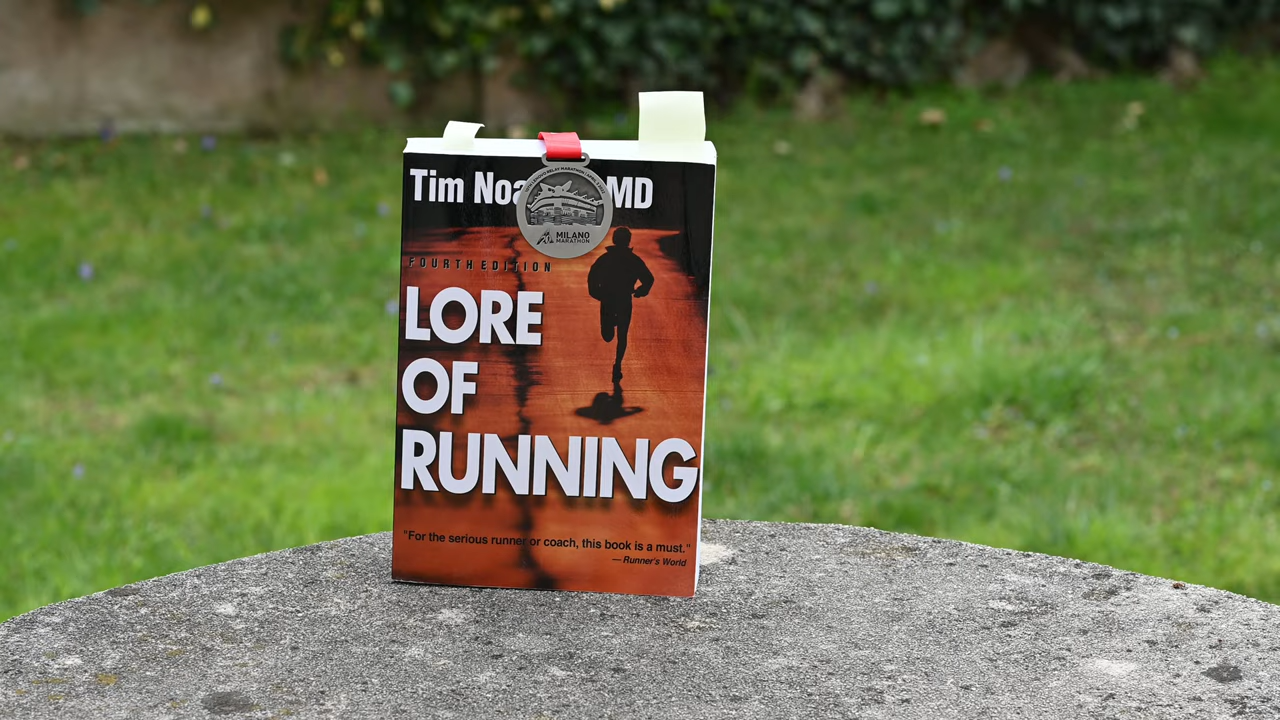 Tim Noa MD
MILANO
MARATHON
FOURTH EDITION
LORE
OF
RUNNING
"For the serious runner or coach, this book is a must."
— Runner's World